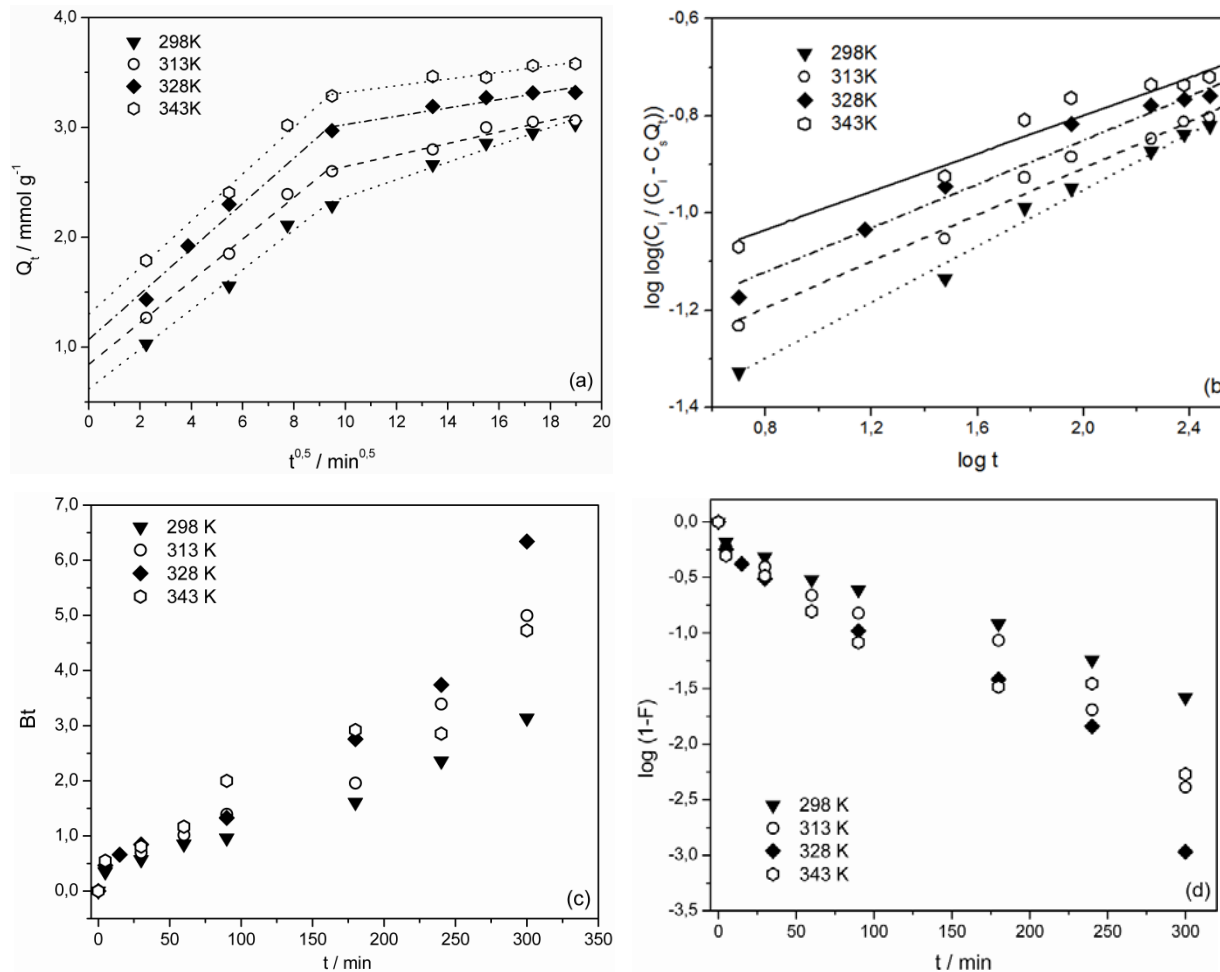 4,0
3,0
2,0
1,0
Q_t / mmol g⁻¹
298K
313K
328K
343K
(a)
0 2 4 6 8 10 12 14 16 18 20
t^0,5 / min^0,5
-0,6
-0,8
-1,0
-1,2
-1,4
log log(C_i / (C_i - C_sQ_t))
298K
313K
328K
343K
(b
0,8 1,2 1,6 2,0 2,4
log t
7,0
6,0
5,0
4,0
3,0
2,0
1,0
0,0
Bt
298 K
313 K
328 K
343 K
(c)
0 50 100 150 200 250 300 350
t / min
0,0
-0,5
-1,0
-1,5
-2,0
-2,5
-3,0
-3,5
log (1-F)
298 K
313 K
328 K
343 K
(d)
0 50 100 150 200 250 300
t / min